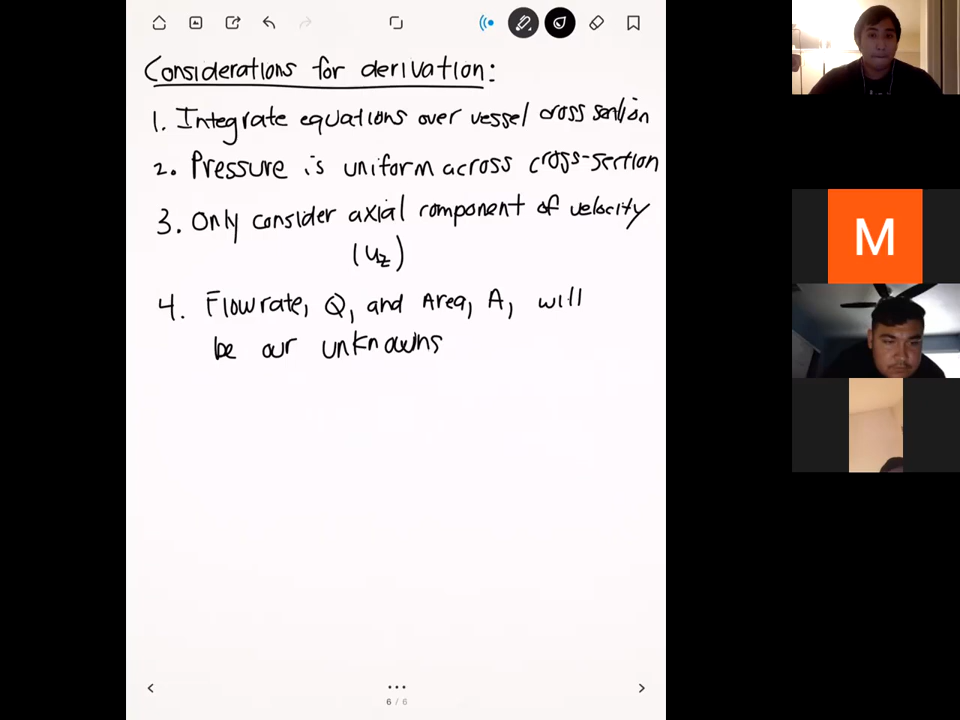 Considerations for derivation:
1. Integrate equations over vessel cross section
2. Pressure is uniform across cross-section
3. Only consider axial component of velocity
(uz)
4. Flowrate, Q, and Area, A, will
be our unknowns
M
6 / 6